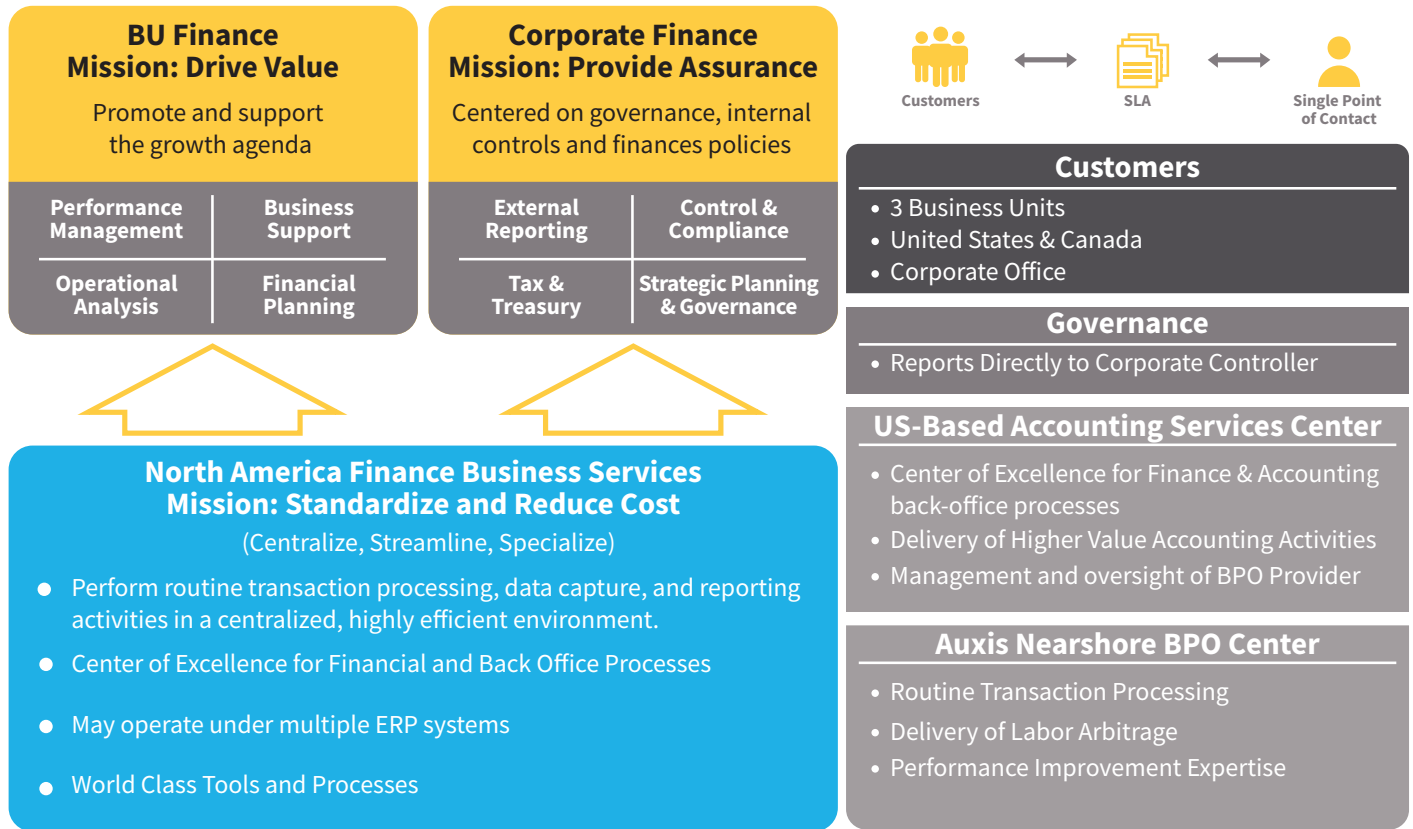 BU Finance
Mission: Drive Value
Promote and support
the growth agenda
Performance
Management
Business
Support
Operational
Analysis
Financial
Planning
Corporate Finance
Mission: Provide Assurance
Centered on governance, internal
controls and finances policies
External
Reporting
Control &
Compliance
Tax &
Treasury
Strategic Planning
& Governance
North America Finance Business Services
Mission: Standardize and Reduce Cost
(Centralize, Streamline, Specialize)
Perform routine transaction processing, data capture, and reporting
activities in a centralized, highly efficient environment.
Center of Excellence for Financial and Back Office Processes
May operate under multiple ERP systems
World Class Tools and Processes
Customers
SLA
Single Point
of Contact
Customers
• 3 Business Units
• United States & Canada
• Corporate Office
Governance
• Reports Directly to Corporate Controller
US-Based Accounting Services Center
• Center of Excellence for Finance & Accounting
back-office processes
• Delivery of Higher Value Accounting Activities
• Management and oversight of BPO Provider
Auxis Nearshore BPO Center
• Routine Transaction Processing
• Delivery of Labor Arbitrage
• Performance Improvement Expertise